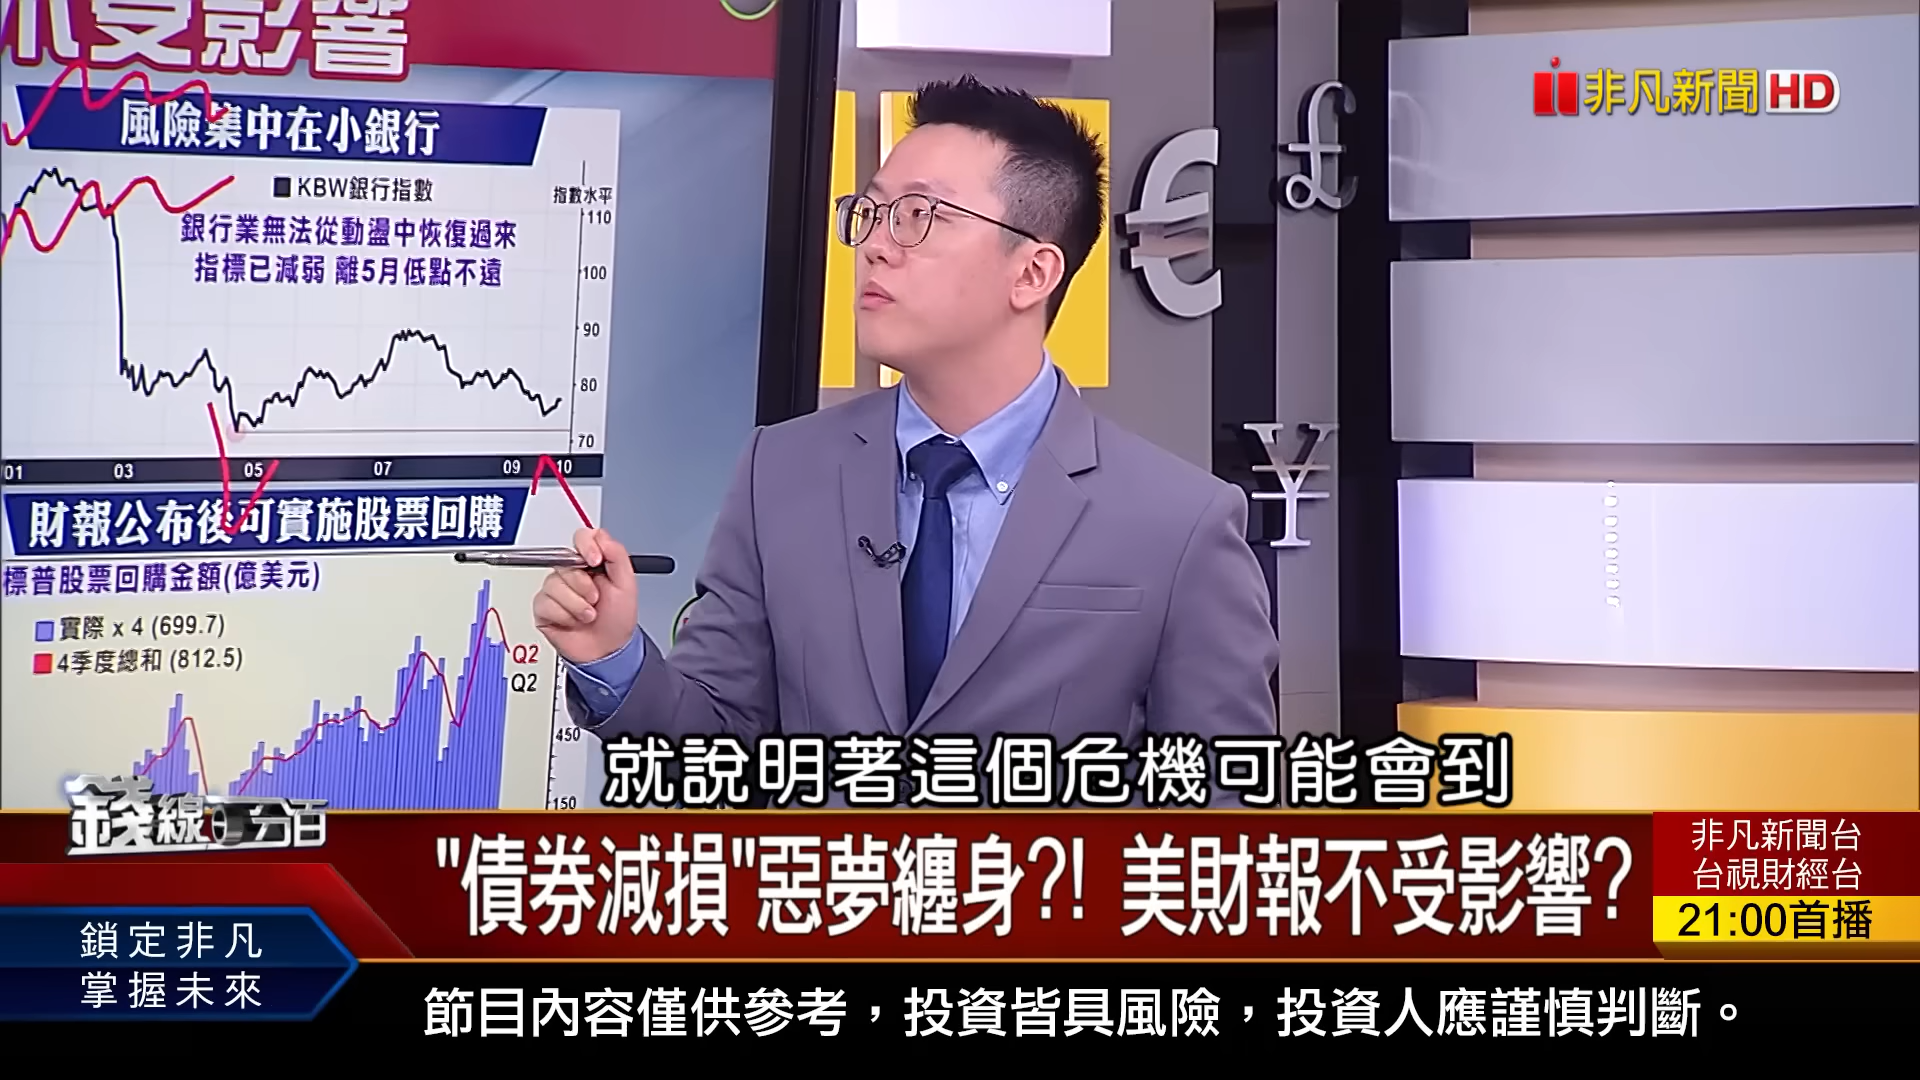 不受影響
風險集中在小銀行
KBW銀行指數
指數水平
銀行業無法從動盪中恢復過來
指標已減弱 離5月低點不遠
110
100
90
80
70
01 03 05 07 09 10
財報公布後可實施股票回購
標普股票回購金額(億美元)
實際 x 4 (699.7)
4季度總和 (812.5)
Q2
Q2
450
150
非凡新聞HD
€
£
¥
就說明著這個危機可能會到
錢線百分百
"債券減損"惡夢纏身?! 美財報不受影響?
非凡新聞台
台視財經台
21:00首播
鎖定非凡
掌握未來
節目內容僅供參考，投資皆具風險，投資人應謹慎判斷。